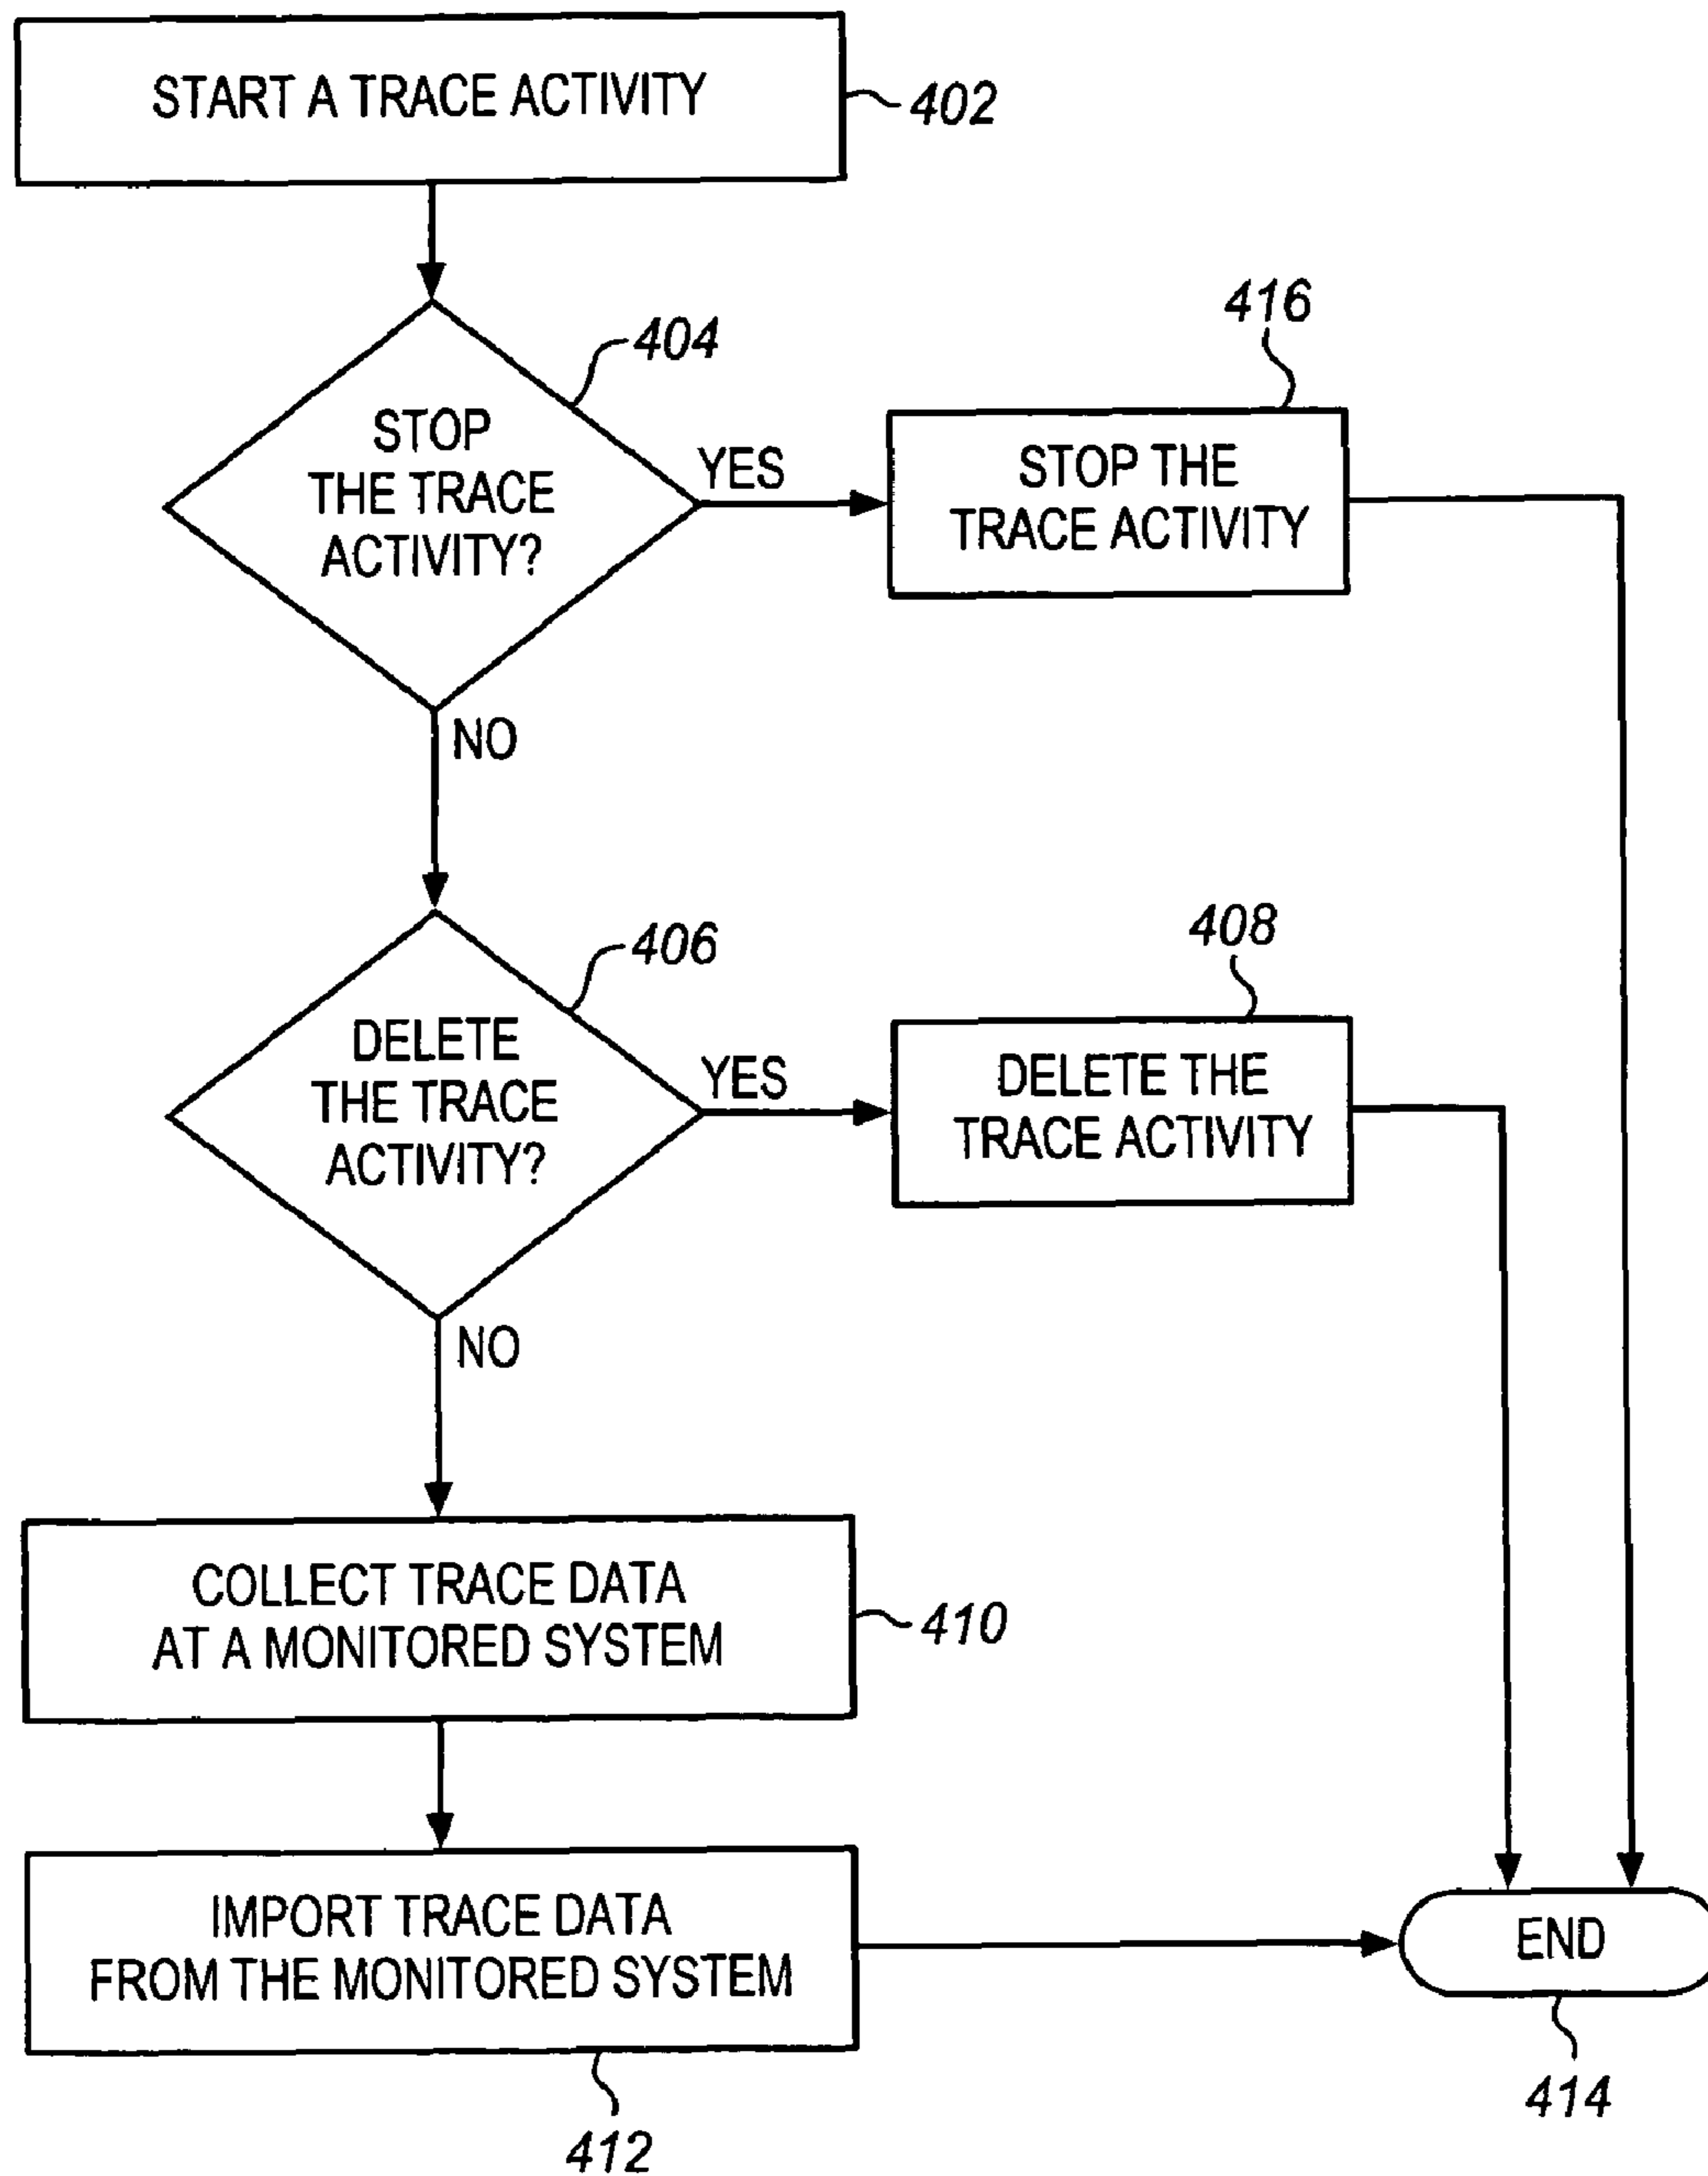 START A TRACE ACTIVITY
402
404
STOP
THE TRACE
ACTIVITY?
YES
416
STOP THE
TRACE ACTIVITY
NO
406
DELETE
THE TRACE
ACTIVITY?
YES
408
DELETE THE
TRACE ACTIVITY
NO
COLLECT TRACE DATA
AT A MONITORED SYSTEM
410
IMPORT TRACE DATA
FROM THE MONITORED SYSTEM
412
END
414